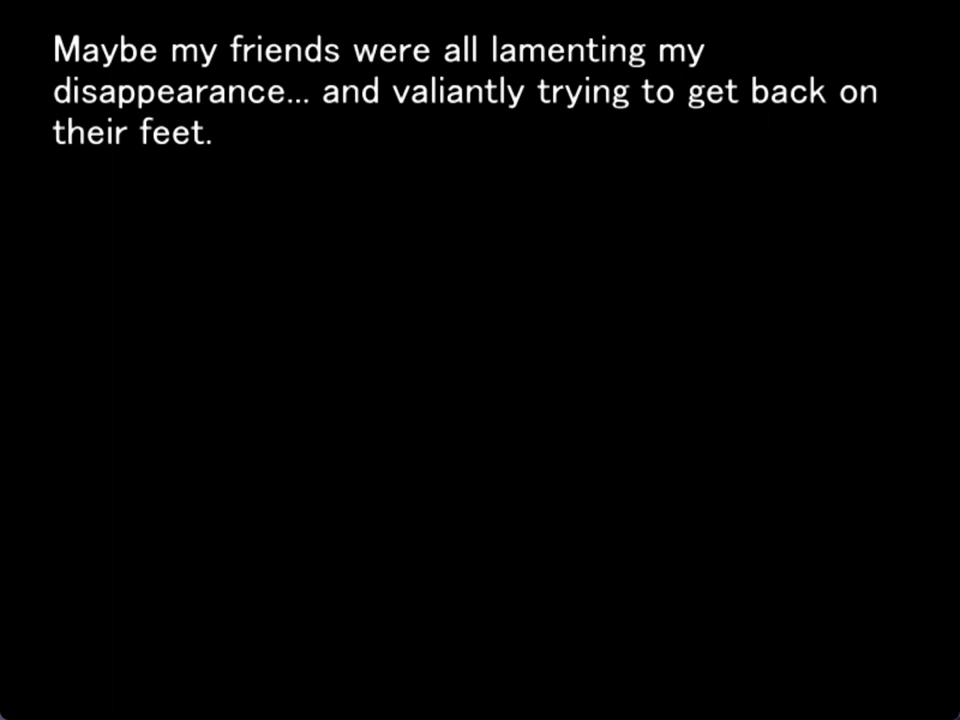 Maybe my friends were all lamenting my
disappearance... and valiantly trying to get back on
their feet.